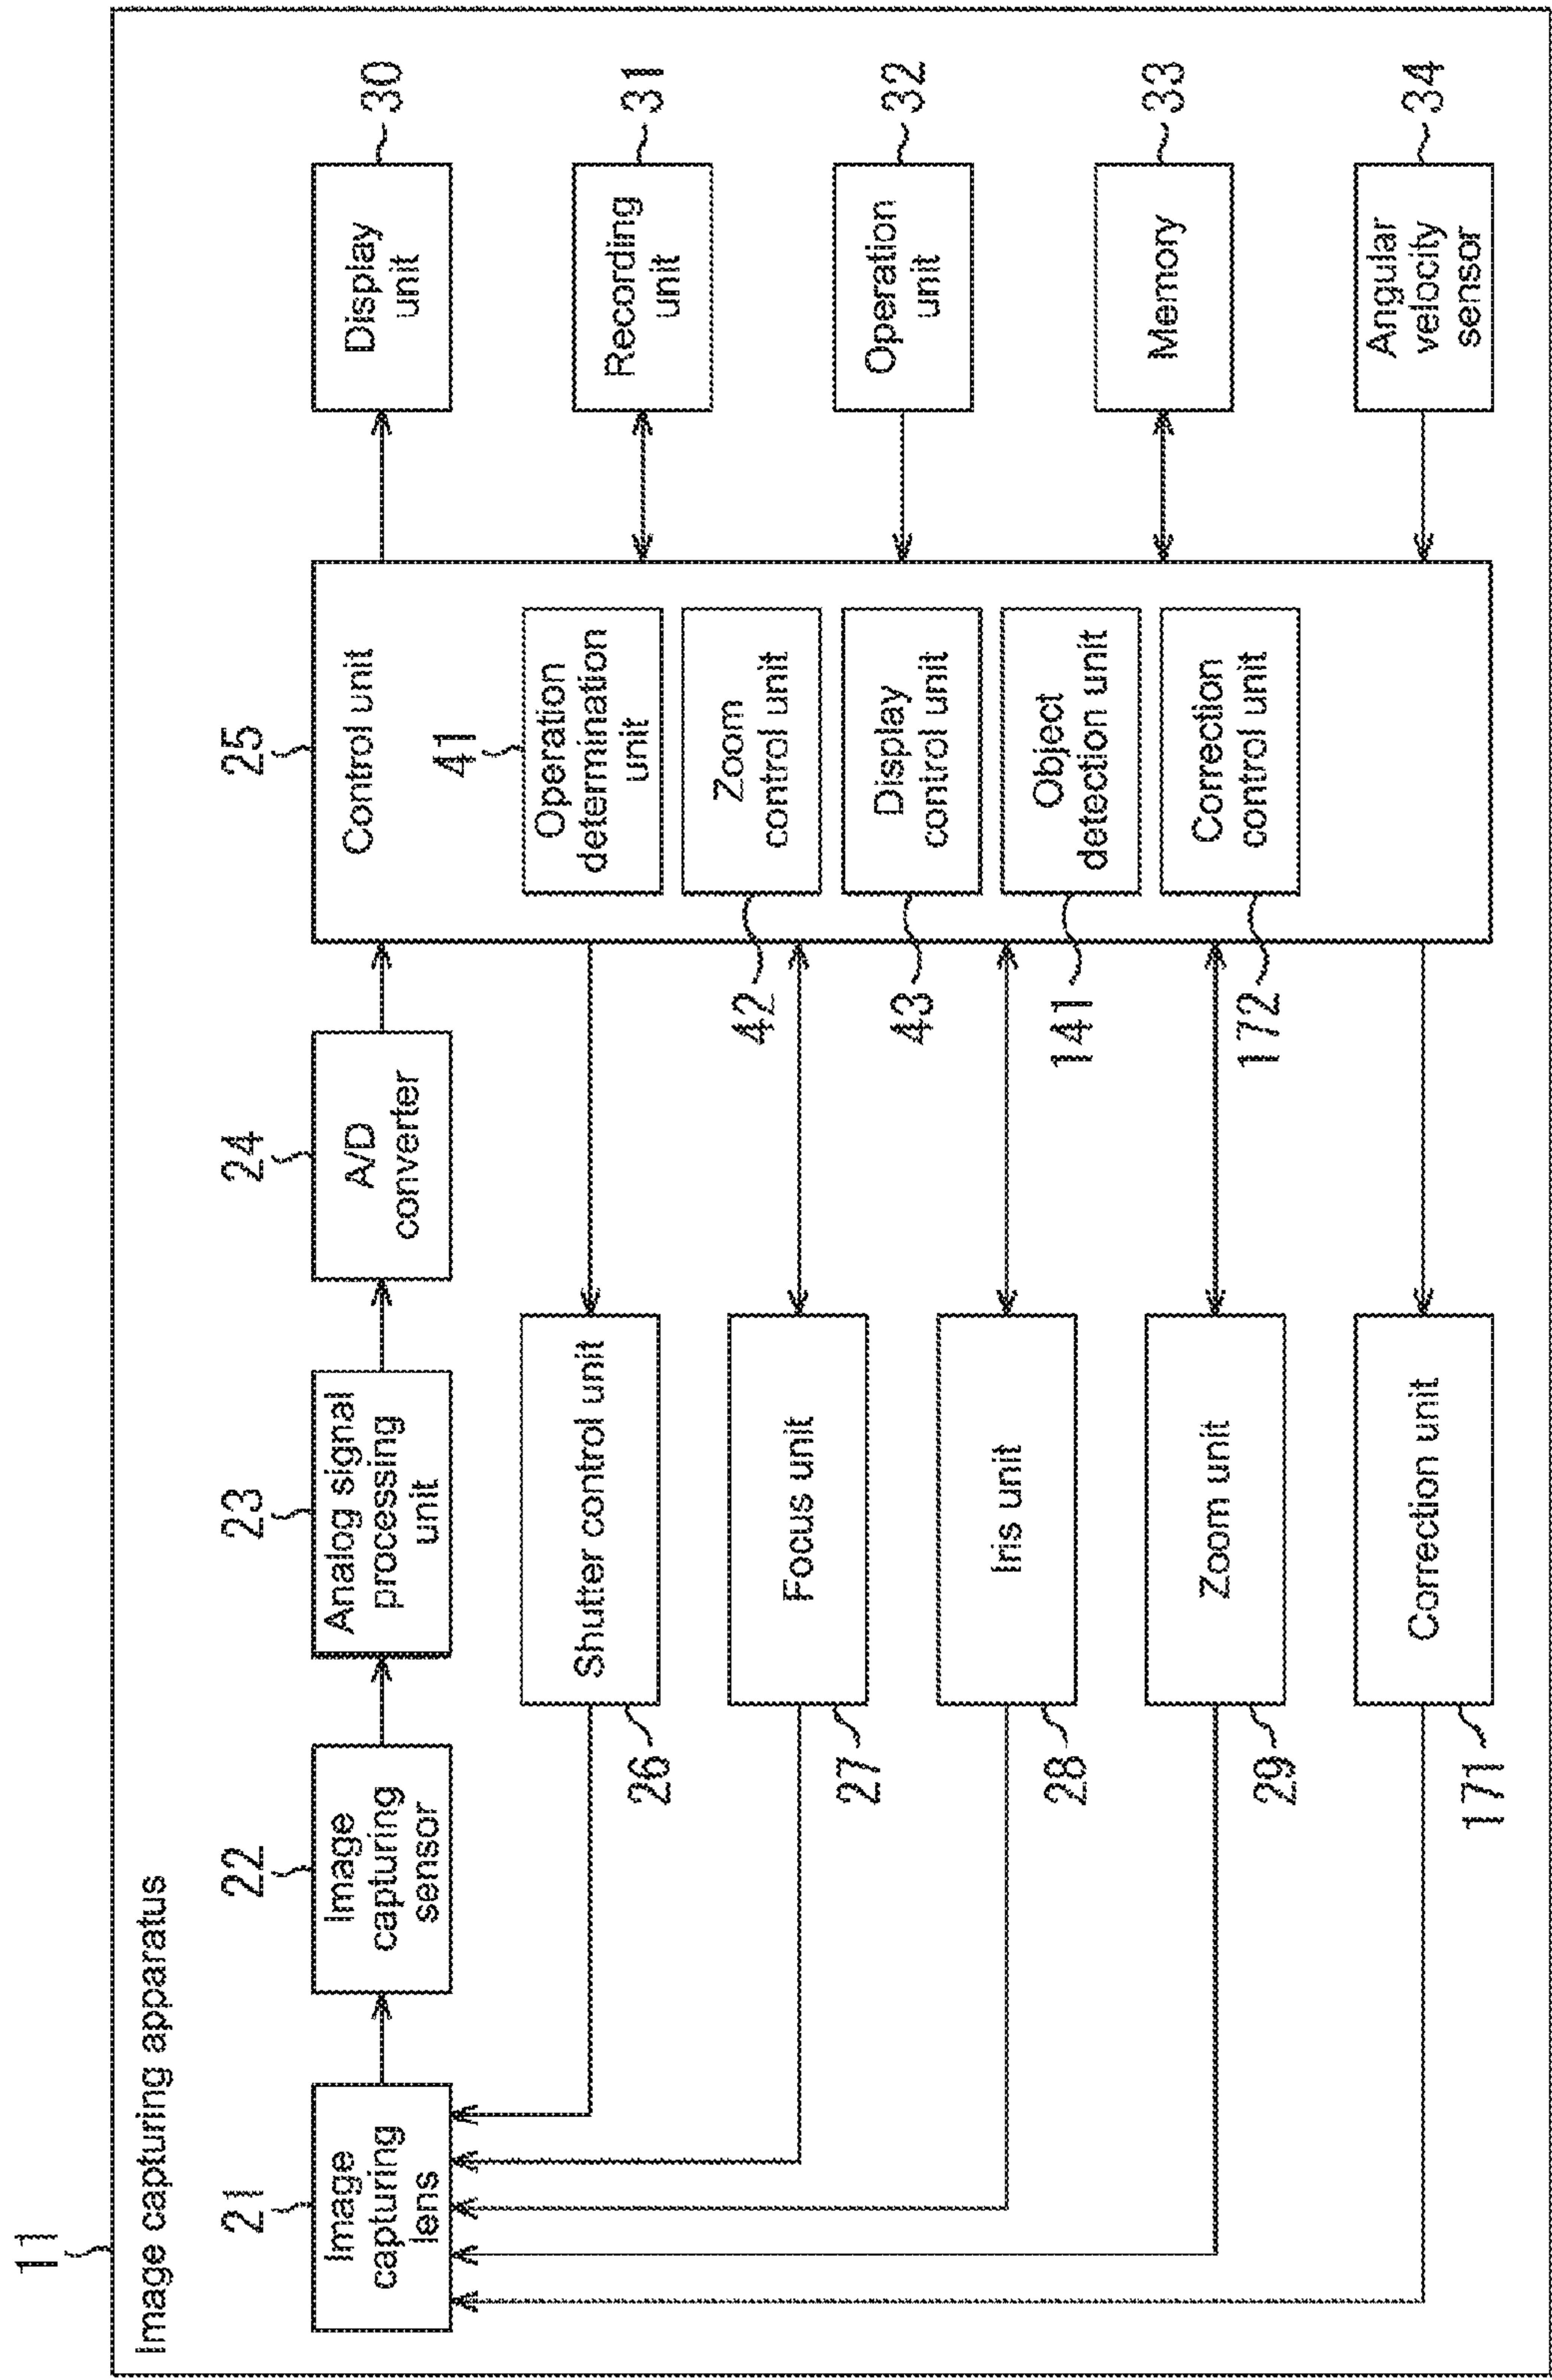 11
Image capturing apparatus
21
Image
capturing
lens
22
Image
capturing
sensor
23
Analog signal
processing
unit
24
A/D
converter
25
Control unit
41
Operation
determination
unit
Zoom
control unit
42
Display
control unit
43
Object
detection unit
141
Correction
control unit
172
Shutter control unit
26
Focus unit
27
Iris unit
28
Zoom unit
29
Correction unit
171
Display
unit
30
Recording
unit
31
Operation
unit
32
Memory
33
Angular
velocity
sensor
34